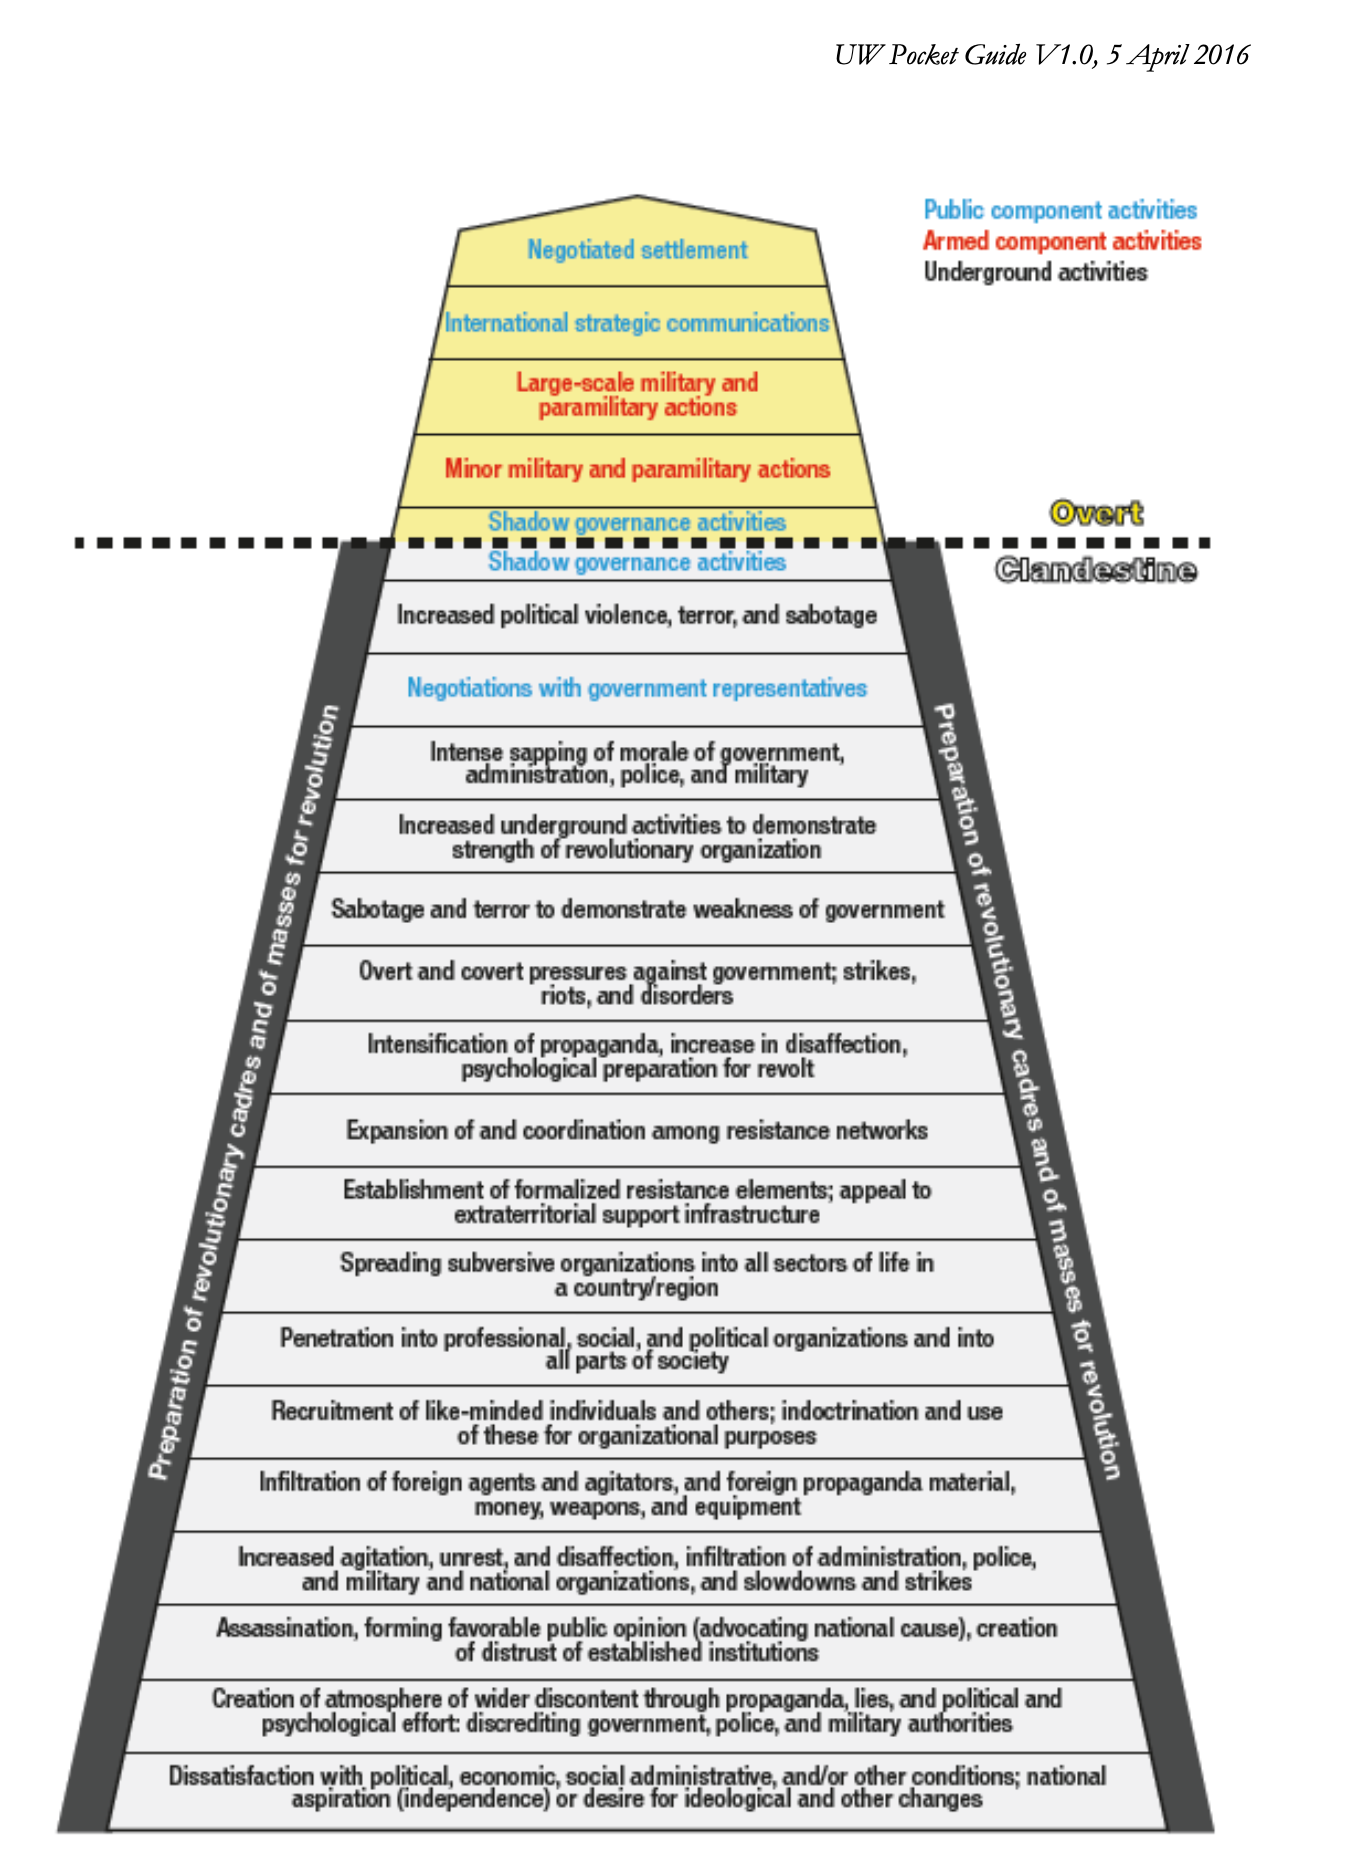 UW Pocket Guide V1.0, 5 April 2016
Public component activities
Armed component activities
Underground activities
Negotiated settlement
International strategic communications
Large-scale military and
paramilitary actions
Minor military and paramilitary actions
Shadow governance activities
Overt
Clandestine
Shadow governance activities
Increased political violence, terror, and sabotage
Negotiations with government representatives
Intense sapping of morale of government,
administration, police, and military
Increased underground activities to demonstrate
strength of revolutionary organization
Sabotage and terror to demonstrate weakness of government
Overt and covert pressures against government; strikes,
riots, and disorders
Intensification of propaganda, increase in disaffection,
psychological preparation for revolt
Expansion of and coordination among resistance networks
Establishment of formalized resistance elements; appeal to
extraterritorial support infrastructure
Spreading subversive organizations into all sectors of life in
a country/region
Penetration into professional, social, and political organizations and into
all parts of society
Recruitment of like-minded individuals and others; indoctrination and use
of these for organizational purposes
Infiltration of foreign agents and agitators, and foreign propaganda material,
money, weapons, and equipment
Increased agitation, unrest, and disaffection, infiltration of administration, police,
and military and national organizations, and slowdowns and strikes
Assassination, forming favorable public opinion (advocating national cause), creation
of distrust of established institutions
Creation of atmosphere of wider discontent through propaganda, lies, and political and
psychological effort: discrediting government, police, and military authorities
Dissatisfaction with political, economic, social administrative, and/or other conditions; national
aspiration (independence) or desire for ideological and other changes
Preparation of revolutionary cadres and of masses for revolution
Preparation of revolutionary cadres and of masses for revolution